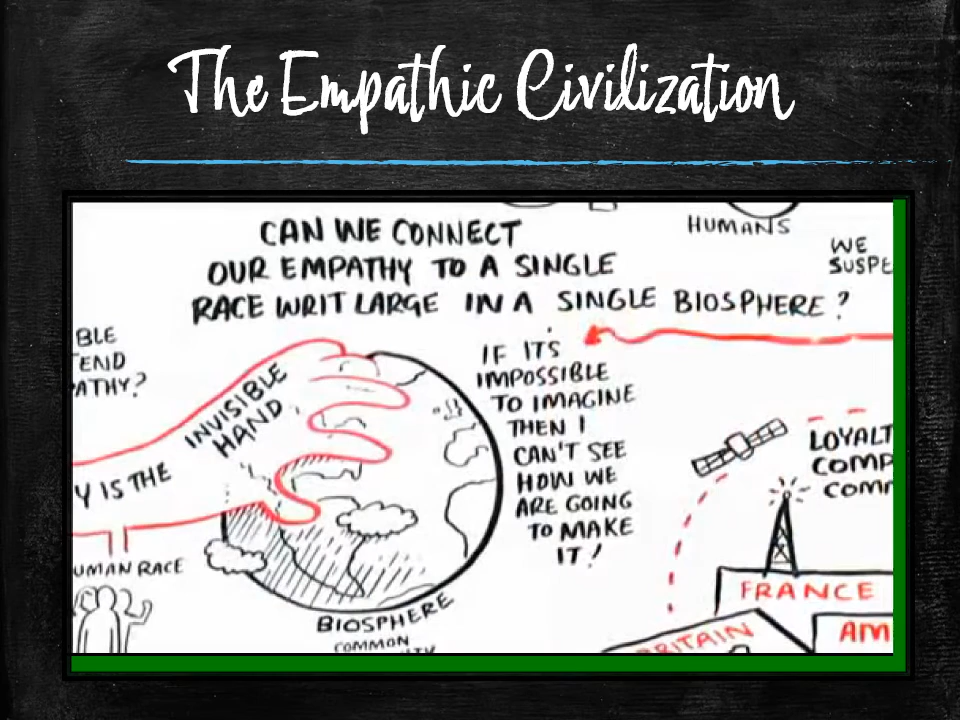 The Empathic Civilization
CAN WE CONNECT
OUR EMPATHY TO A SINGLE
RACE WRIT LARGE IN A SINGLE BIOSPHERE?
HUMANS
WE
SUSPE
BLE
TEND
ATHY?
INVISIBLE
HAND
Y IS THE
UMAN RACE
BIOSPHERE
COMMON
IF ITS
IMPOSSIBLE
TO IMAGINE
THEN I
CAN'T SEE
HOW WE
ARE GOING
TO MAKE
IT!
LOYALT
COMP
COMM
FRANCE
BRITAIN
AM